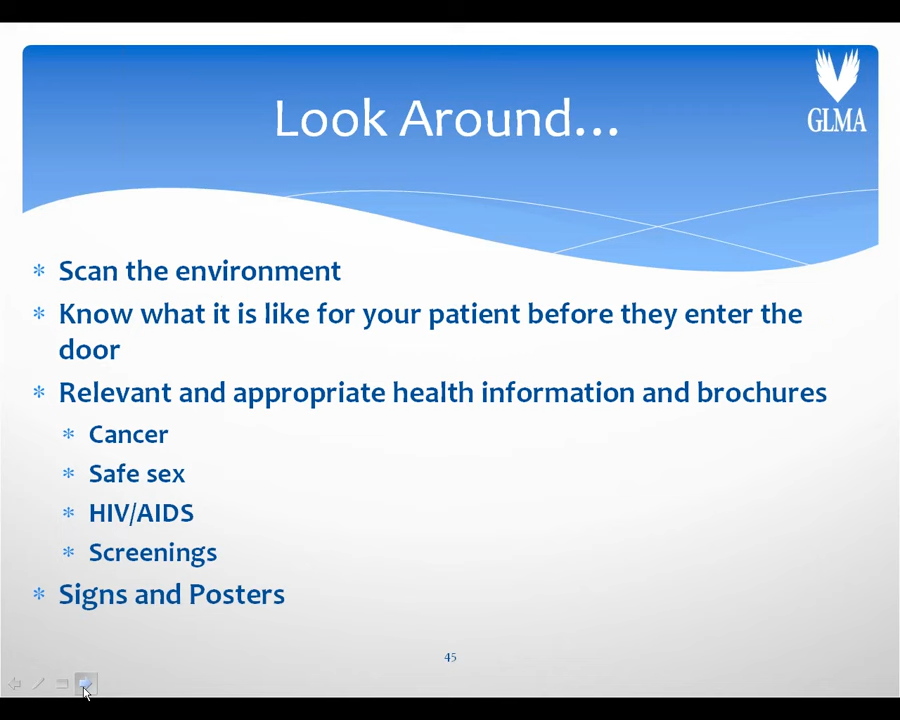 GLMA
Look Around...
* Scan the environment
* Know what it is like for your patient before they enter the
door
* Relevant and appropriate health information and brochures
* Cancer
* Safe sex
* HIV/AIDS
* Screenings
* Signs and Posters
45